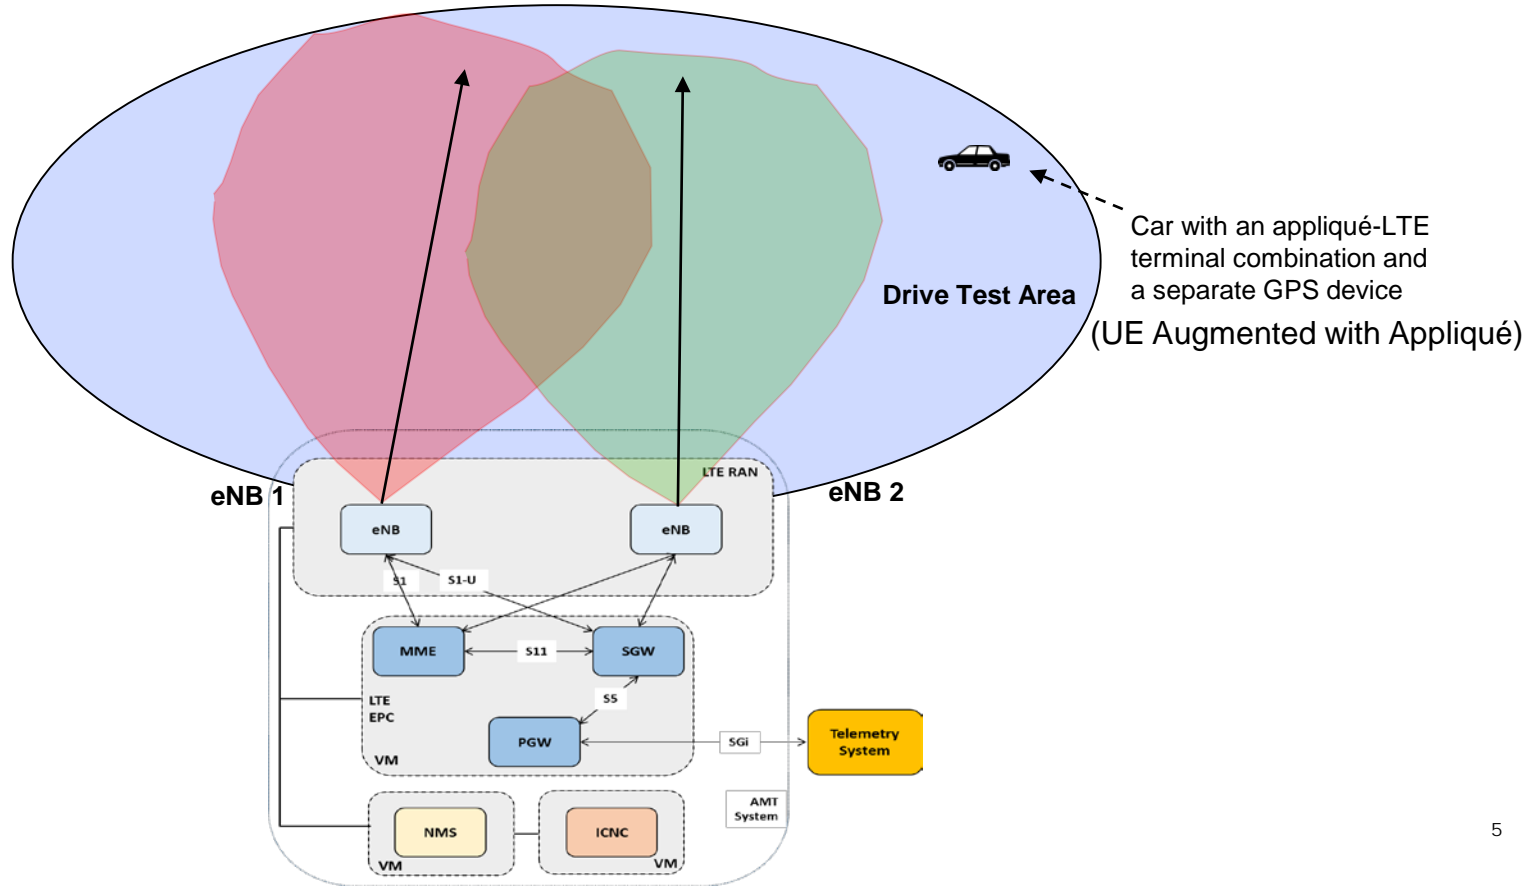 Car with an appliqué-LTE
terminal combination and
a separate GPS device
(UE Augmented with Appliqué)
Drive Test Area
eNB 1
LTE RAN
eNB 2
eNB
eNB
S1
S1-U
MME
S11
SGW
LTE
EPC
S5
PGW
VM
SGi
Telemetry
System
AMT
System
NMS
VM
ICNC
VM
5